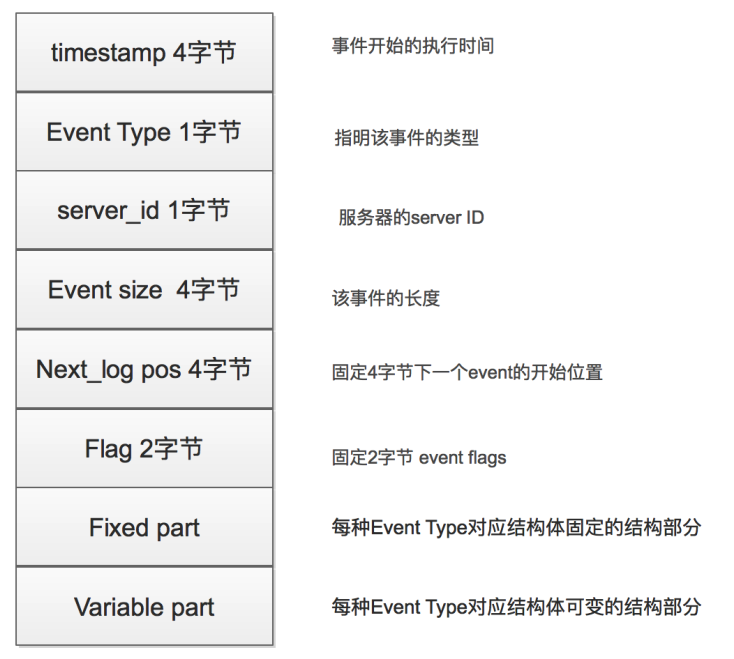 timestamp 4字节 事件开始的执行时间
Event Type 1字节 指明该事件的类型
server_id 1字节 服务器的server ID
Event size 4字节 该事件的长度
Next_log pos 4字节 固定4字节下一个event的开始位置
Flag 2字节 固定2字节 event flags
Fixed part 每种Event Type对应结构体固定的结构部分
Variable part 每种Event Type对应结构体可变的结构部分